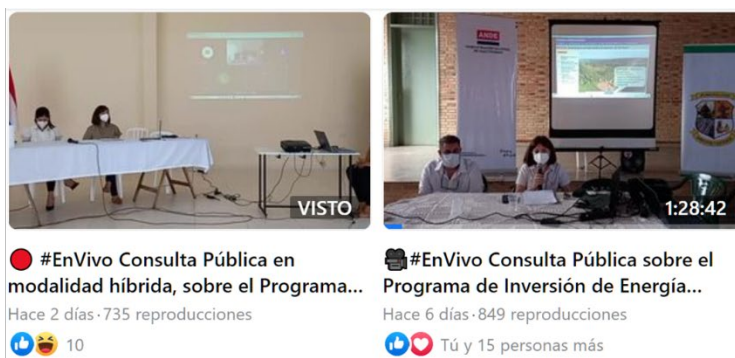 VISTO
#EnVivo Consulta Pública en
modalidad híbrida, sobre el Programa...
Hace 2 días·735 reproducciones
10
ANDE
1:28:42
#EnVivo Consulta Pública sobre el
Programa de Inversión de Energía...
Hace 6 días·849 reproducciones
Tú y 15 personas más